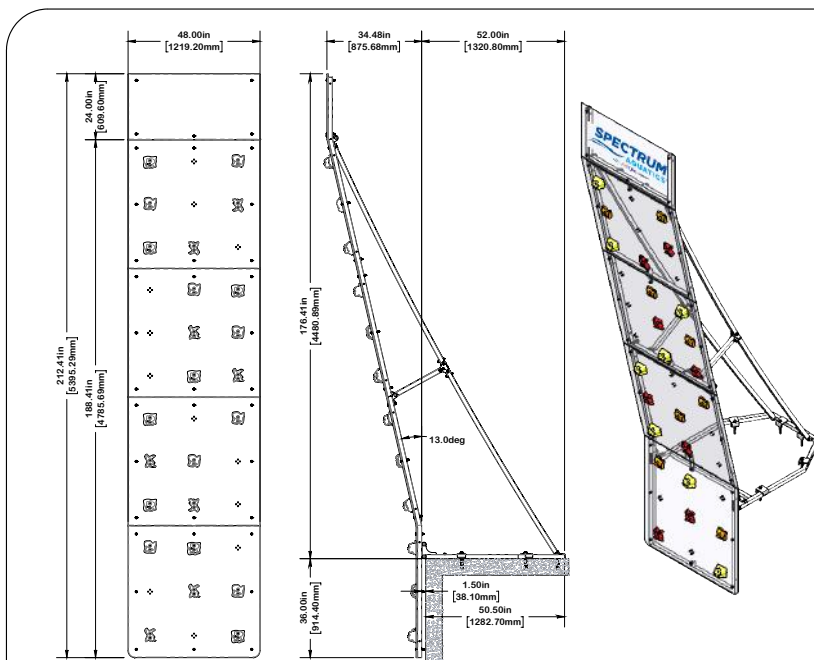 48.00in
[1219.20mm]
34.48in
[875.68mm]
52.00in
[1320.80mm]
24.00in
[609.60mm]
212.41in
[5395.29mm]
188.41in
[4785.69mm]
176.41in
[4480.89mm]
13.0deg
36.00in
[914.40mm]
1.50in
[38.10mm]
50.50in
[1282.70mm]
SPECTRUM
AQUATICS